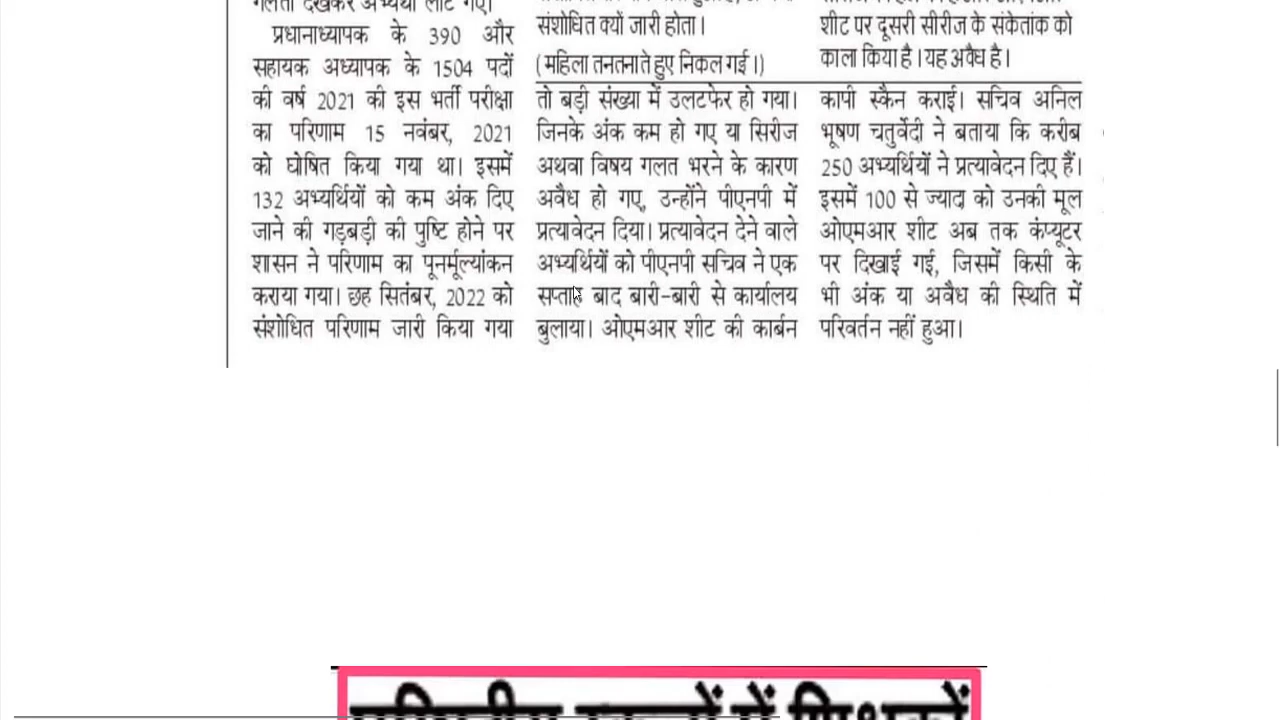 गलती देखकर अभ्यर्थी लौट गए।
प्रधानाध्यापक के 390 और
सहायक अध्यापक के 1504 पदों
की वर्ष 2021 की इस भर्ती परीक्षा
का परिणाम 15 नवंबर, 2021
को घोषित किया गया था। इसमें
132 अभ्यर्थियों को कम अंक दिए
जाने की गड़बड़ी की पुष्टि होने पर
शासन ने परिणाम का पूनर्मूल्यांकन
कराया गया। छह सितंबर, 2022 को
संशोधित परिणाम जारी किया गया
संशोधित क्यों जारी होता।
(महिला तनतनाते हुए निकल गई।)
तो बड़ी संख्या में उलटफेर हो गया।
जिनके अंक कम हो गए या सिरीज
अथवा विषय गलत भरने के कारण
अवैध हो गए, उन्होंने पीएनपी में
प्रत्यावेदन दिया। प्रत्यावेदन देने वाले
अभ्यर्थियों को पीएनपी सचिव ने एक
सप्ताह बाद बारी-बारी से कार्यालय
बुलाया। ओएमआर शीट की कार्बन
शीट पर दूसरी सीरीज के संकेतांक को
काला किया है। यह अवैध है।
कापी स्कैन कराई। सचिव अनिल
भूषण चतुर्वेदी ने बताया कि करीब
250 अभ्यर्थियों ने प्रत्यावेदन दिए हैं।
इसमें 100 से ज्यादा को उनकी मूल
ओएमआर शीट अब तक कंप्यूटर
पर दिखाई गई, जिसमें किसी के
भी अंक या अवैध की स्थिति में
परिवर्तन नहीं हुआ।